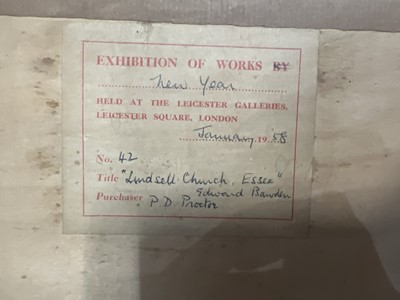 EXHIBITION OF WORKS BY
New Year
HELD AT THE LEICESTER GALLERIES,
LEICESTER SQUARE, LONDON
January 1958
No. 42
Title "Lindsell Church, Essex"
Edward Bawden
Purchaser P. D. Procter